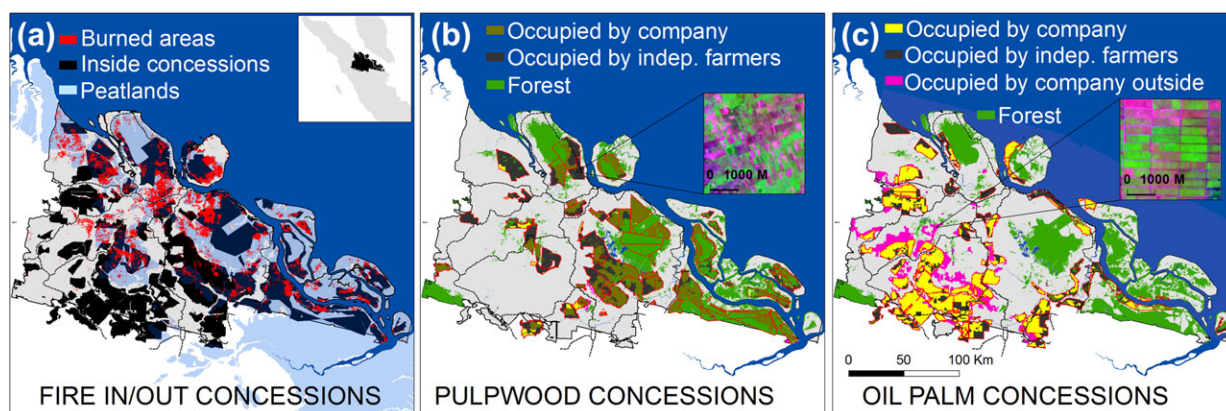 (a)
Burned areas
Inside concessions
Peatlands
FIRE IN/OUT CONCESSIONS
(b)
Occupied by company
Occupied by indep. farmers
Forest
0 1000 M
PULPWOOD CONCESSIONS
(c)
Occupied by company
Occupied by indep. farmers
Occupied by company outside
Forest
0 1000 M
0 50 100 Km
OIL PALM CONCESSIONS